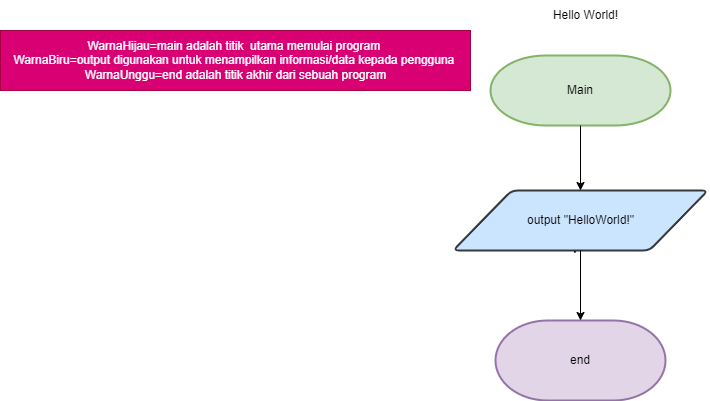 Hello World!
WarnaHijau=main adalah titik utama memulai program
WarnaBiru=output digunakan untuk menampilkan informasi/data kepada pengguna
WarnaUnggu=end adalah titik akhir dari sebuah program
Main
output "HelloWorld!"
end